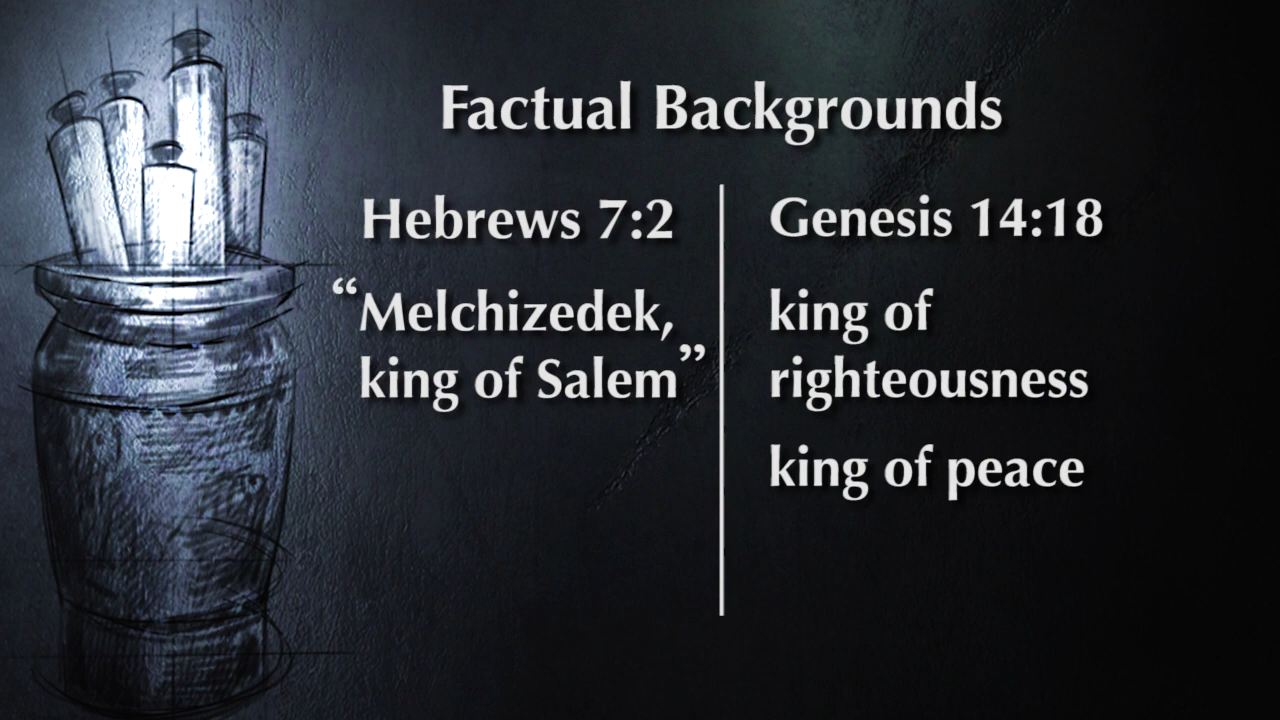 Factual Backgrounds
Hebrews 7:2
“Melchizedek,
king of Salem”
Genesis 14:18
king of
righteousness
king of peace